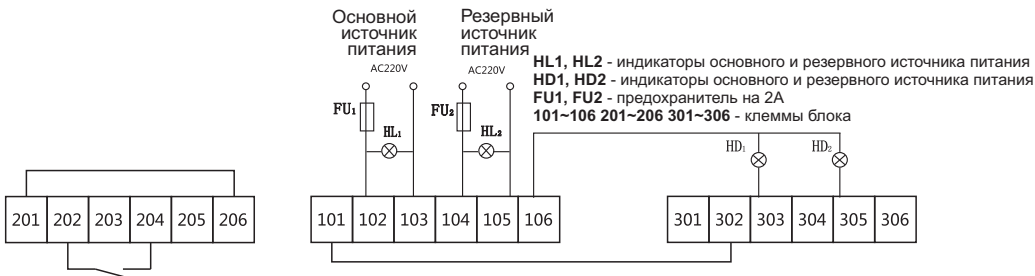 Основной
источник
питания
Резервный
источник
питания
AC220V
AC220V
HL1, HL2 - индикаторы основного и резервного источника питания
HD1, HD2 - индикаторы основного и резервного источника питания
FU1, FU2 - предохранитель на 2А
101~106 201~206 301~306 - клеммы блока
FU1
HL1
FU2
HL2
HD1
HD2
201 202 203 204 205 206
101 102 103 104 105 106
301 302 303 304 305 306